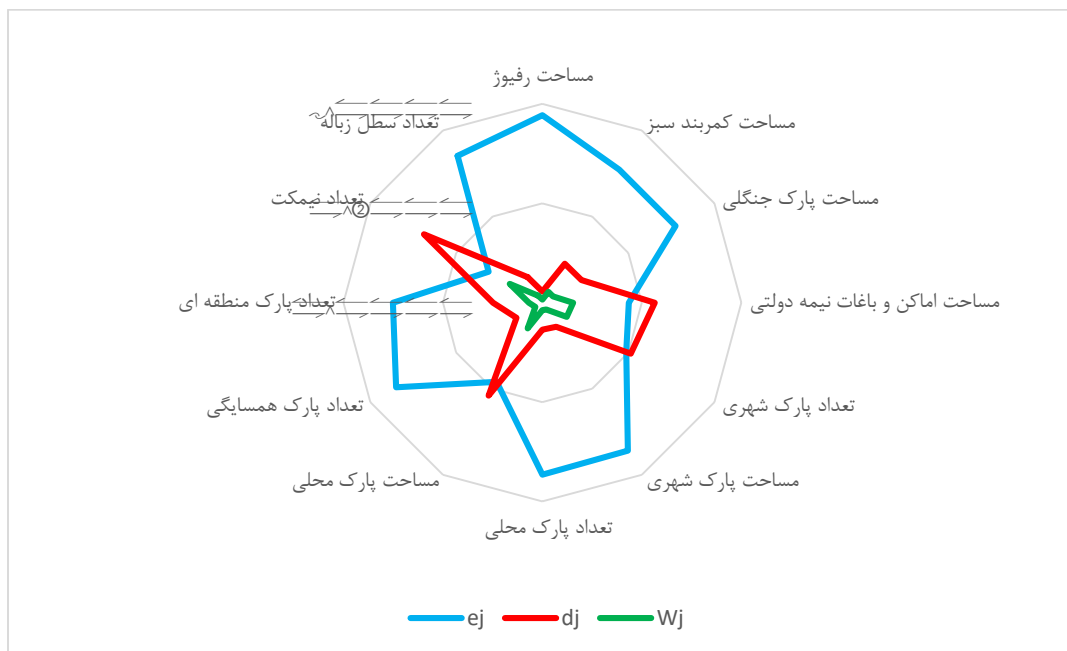 مساحت رفیوژ
مساحت کمربند سبز
مساحت پارک جنگلی
مساحت اماکن و باغات نیمه دولتی
تعداد پارک شهری
مساحت پارک شهری
تعداد پارک محلی
مساحت پارک محلی
تعداد پارک همسایگی
تعداد پارک منطقه ای
تعداد نیمکت
تعداد سطل زباله
ej dj Wj